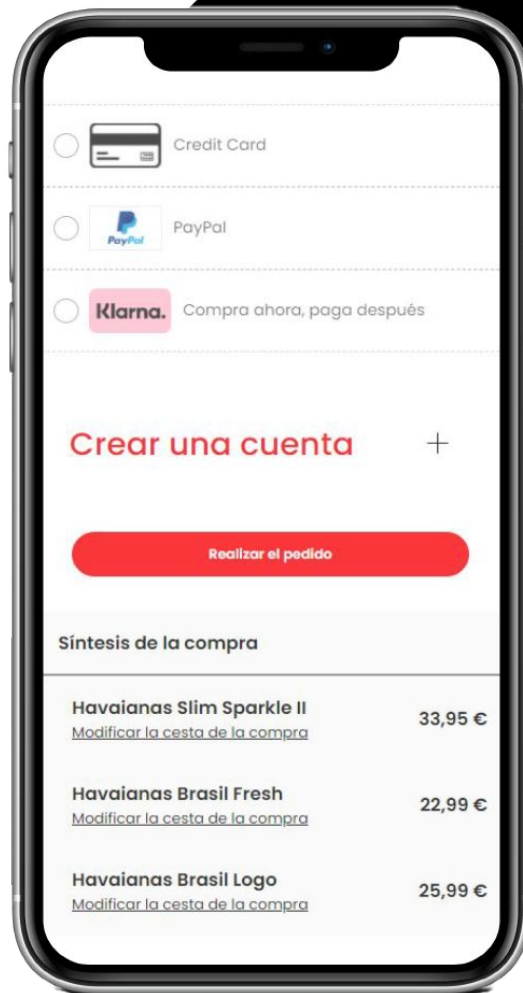 Credit Card
PayPal
PayPal
Klarna.
Compra ahora, paga después
Crear una cuenta
+
Realizar el pedido
Síntesis de la compra
Havaianas Slim Sparkle II
33,95 €
Modificar la cesta de la compra
Havaianas Brasil Fresh
22,99 €
Modificar la cesta de la compra
Havaianas Brasil Logo
25,99 €
Modificar la cesta de la compra